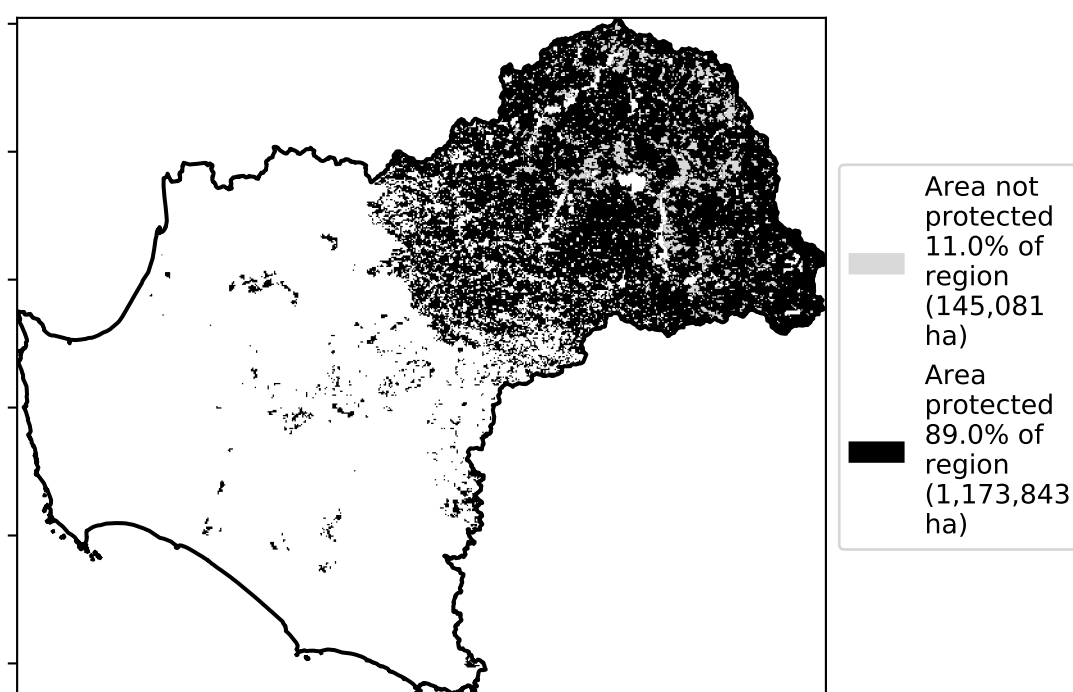 Area not
protected
11.0% of
region
(145,081
ha)
Area
protected
89.0% of
region
(1,173,843
ha)